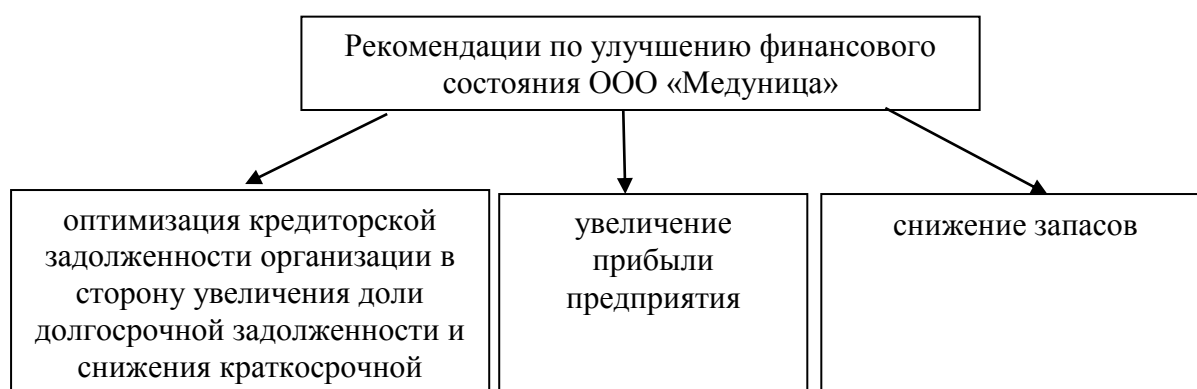 Рекомендации по улучшению финансового
состояния ООО «Медуница»
оптимизация кредиторской
задолженности организации в
сторону увеличения доли
долгосрочной задолженности и
снижения краткосрочной
увеличение
прибыли
предприятия
снижение запасов